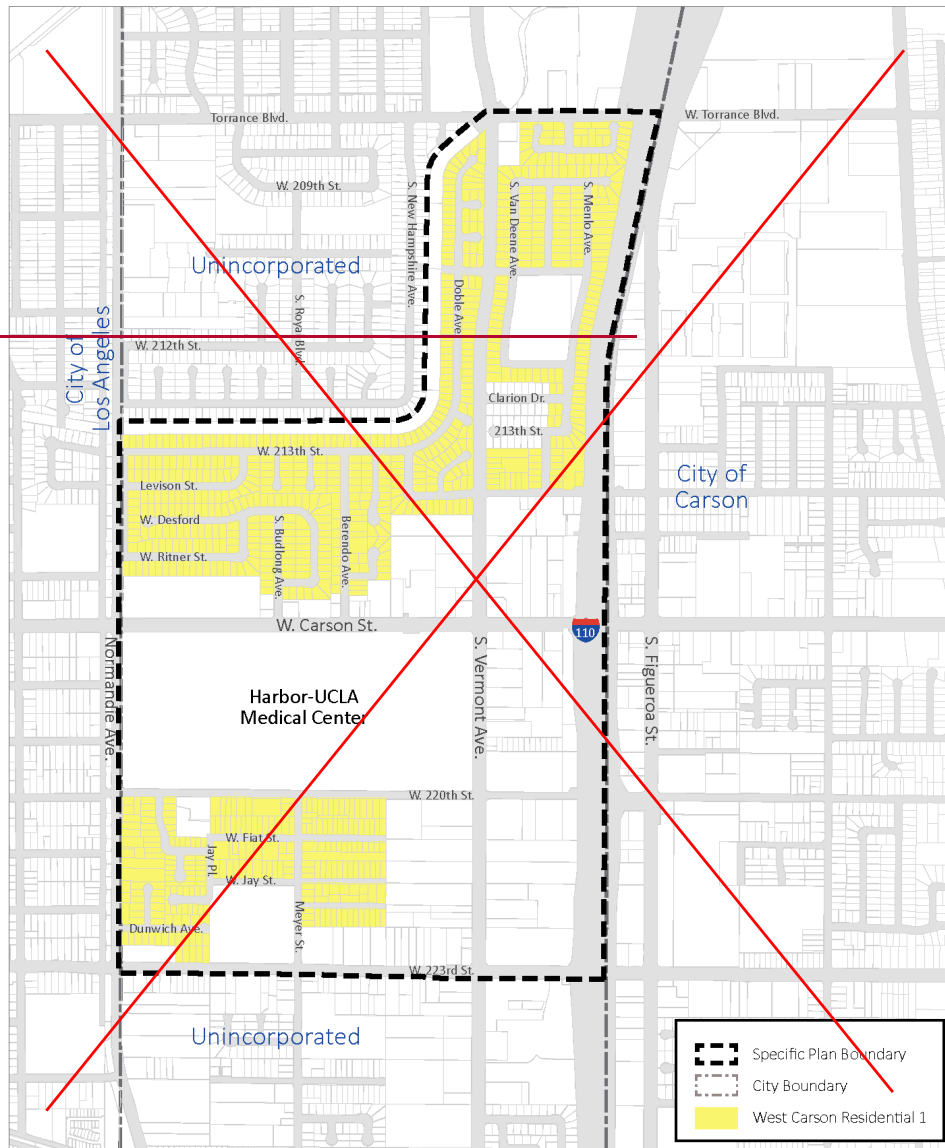 Torrance Blvd.
W. Torrance Blvd.
W. 209th St.
S. New Hampshire Ave.
S. Van Deene Ave.
S. Menlo Ave.
Unincorporated
Doble Ave.
S. Royal Blvd.
City of
Los Angeles
W. 212th St.
Clarion Dr.
213th St.
W. 213th St.
City of
Carson
Levison St.
W. Desford
S. Budlong Ave.
Berendo Ave.
W. Ritner St.
W. Carson St.
110
Normandie Ave.
S. Vermont Ave.
S. Figueroa St.
Harbor-UCLA
Medical Center
W. 220th St.
W. Fiat St.
Jay Pl.
W. Jay St.
Meyer St.
Dunwich Ave.
W. 223rd St.
Unincorporated
Specific Plan Boundary
City Boundary
West Carson Residential 1